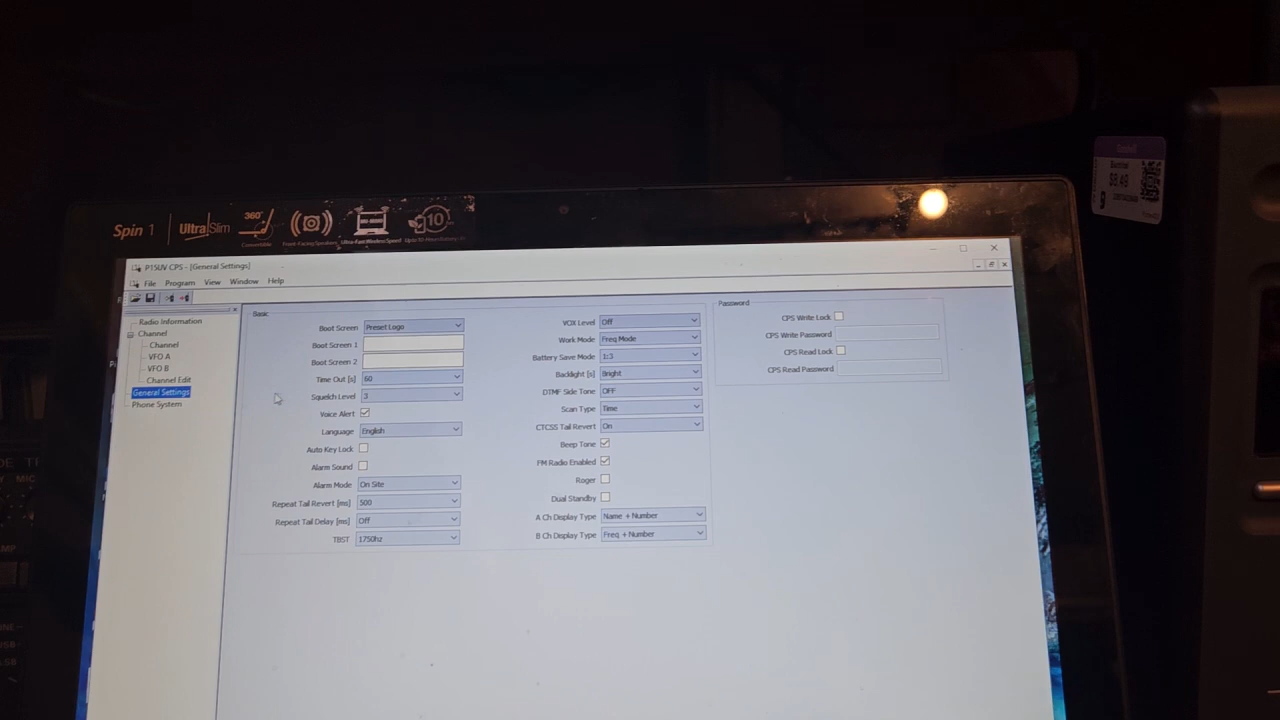 Spin 1 UltraSlim 360° 10
Convertible Front-Facing Speakers
P15UV CPS - [General Settings]
File Program View Window Help
Radio Information
Channel
Channel
VFO A
VFO B
Channel Edit
General Settings
Phone System
Basic
Boot Screen Preset Logo
Boot Screen 1
Boot Screen 2
Time Out [s] 60
Squelch Level 3
Voice Alert
Language English
Auto Key Lock
Alarm Sound
Alarm Mode On Site
Repeat Tail Revert [ms] 500
Repeat Tail Delay [ms] Off
TBST 1750hz
VOX Level Off
Work Mode Freq Mode
Battery Save Mode 1:3
Backlight [s] Bright
DTMF Side Tone OFF
Scan Type Time
CTCSS Tail Revert On
Beep Tone
FM Radio Enabled
Roger
Dual Standby
A Ch Display Type Name + Number
B Ch Display Type Freq + Number
Password
CPS Write Lock
CPS Write Password
CPS Read Lock
CPS Read Password